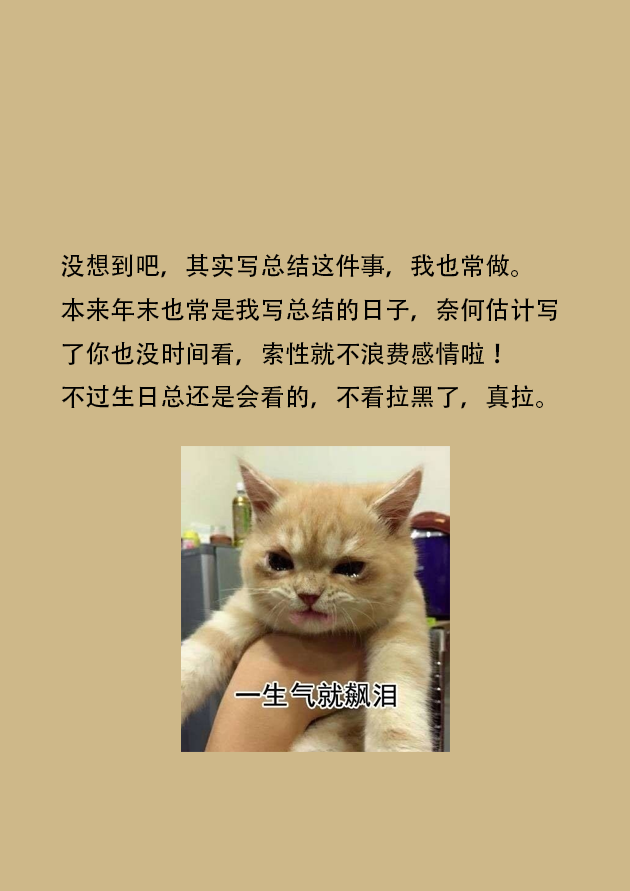 没想到吧，其实写总结这件事，我也常做。
本来年末也常是我写总结的日子，奈何估计写
了你也没时间看，索性就不浪费感情啦！
不过生日总还是会看的，不看拉黑了，真拉。
一生气就飙泪